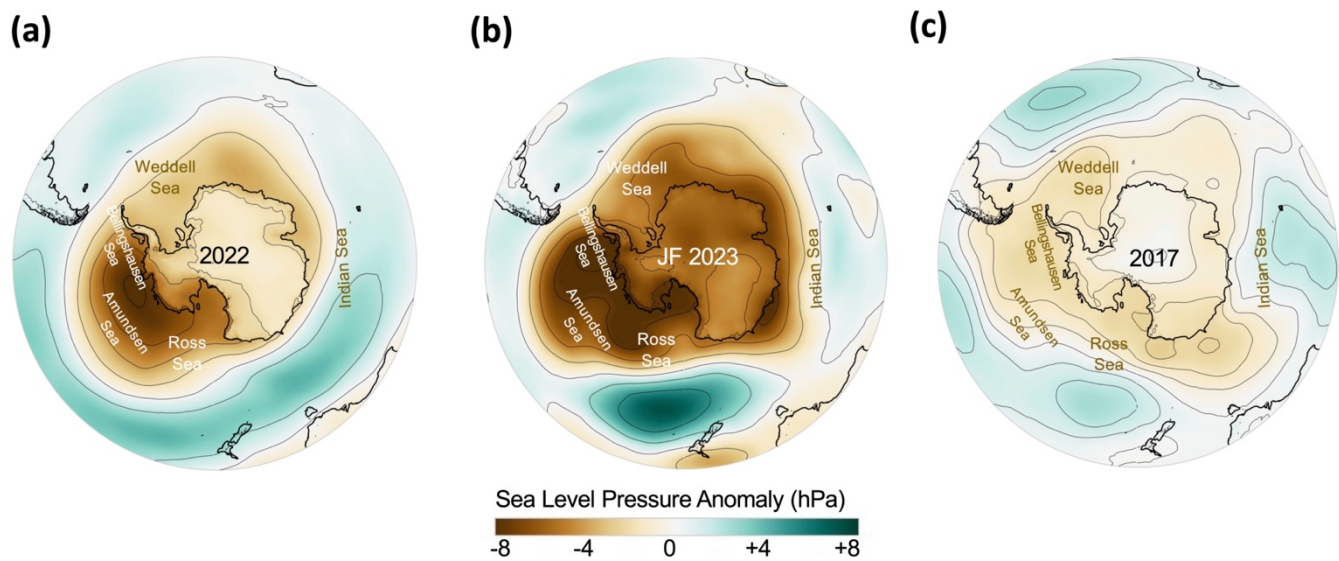 (a)
Weddell
Sea
Bellingshausen
Sea
2022
Amundsen
Sea
Ross
Sea
Indian Sea
(b)
Weddell
Sea
Bellingshausen
Sea
JF 2023
Amundsen
Sea
Ross
Sea
Indian Sea
(c)
Weddell
Sea
Bellingshausen
Sea
2017
Amundsen
Sea
Ross
Sea
Indian Sea
Sea Level Pressure Anomaly (hPa)
-8 -4 0 +4 +8